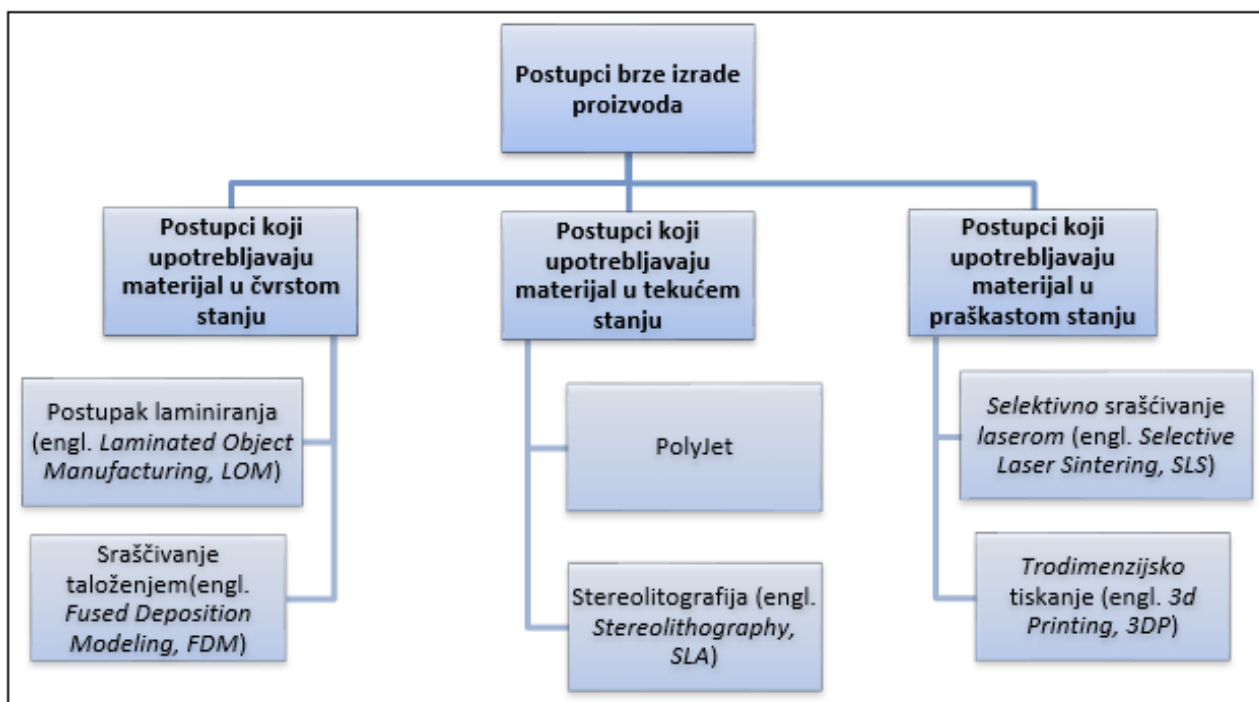 Postupci brze izrade
proizvoda
Postupci koji
upotrebljavaju
materijal u čvrstom
stanju
Postupak laminiranja
(engl. Laminated Object
Manufacturing, LOM)
Sraščivanje
taloženjem(engl.
Fused Deposition
Modeling, FDM)
Postupci koji
upotrebljavaju
materijal u tekućem
stanju
PolyJet
Stereolitografija (engl.
Stereolithography,
SLA)
Postupci koji
upotrebljavaju
materijal u
praškastom stanju
Selektivno srašćivanje
laserom (engl. Selective
Laser Sintering, SLS)
Trodimenzijsko
tiskanje (engl. 3d
Printing, 3DP)